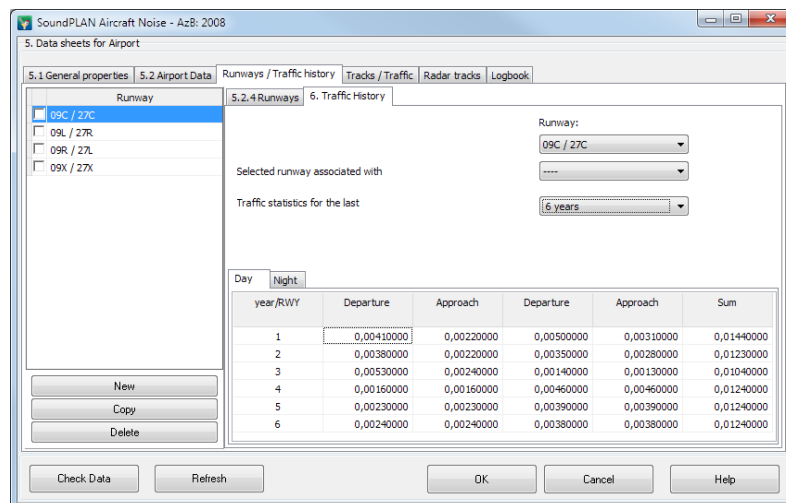 SoundPLAN Aircraft Noise - AzB: 2008
5. Data sheets for Airport
5.1 General properties 5.2 Airport Data Runways / Traffic history Tracks / Traffic Radar tracks Logbook
Runway
09C / 27C
09L / 27R
09R / 27L
09X / 27X
New
Copy
Delete
5.2.4 Runways 6. Traffic History
Runway:
09C / 27C
Selected runway associated with ----
Traffic statistics for the last 6 years
Day Night
year/RWY Departure Approach Departure Approach Sum
1 0,00410000 0,00220000 0,00500000 0,00310000 0,01440000
2 0,00380000 0,00220000 0,00350000 0,00280000 0,01230000
3 0,00530000 0,00240000 0,00140000 0,00130000 0,01040000
4 0,00160000 0,00160000 0,00460000 0,00460000 0,01240000
5 0,00230000 0,00230000 0,00390000 0,00390000 0,01240000
6 0,00240000 0,00240000 0,00380000 0,00380000 0,01240000
Check Data Refresh OK Cancel Help